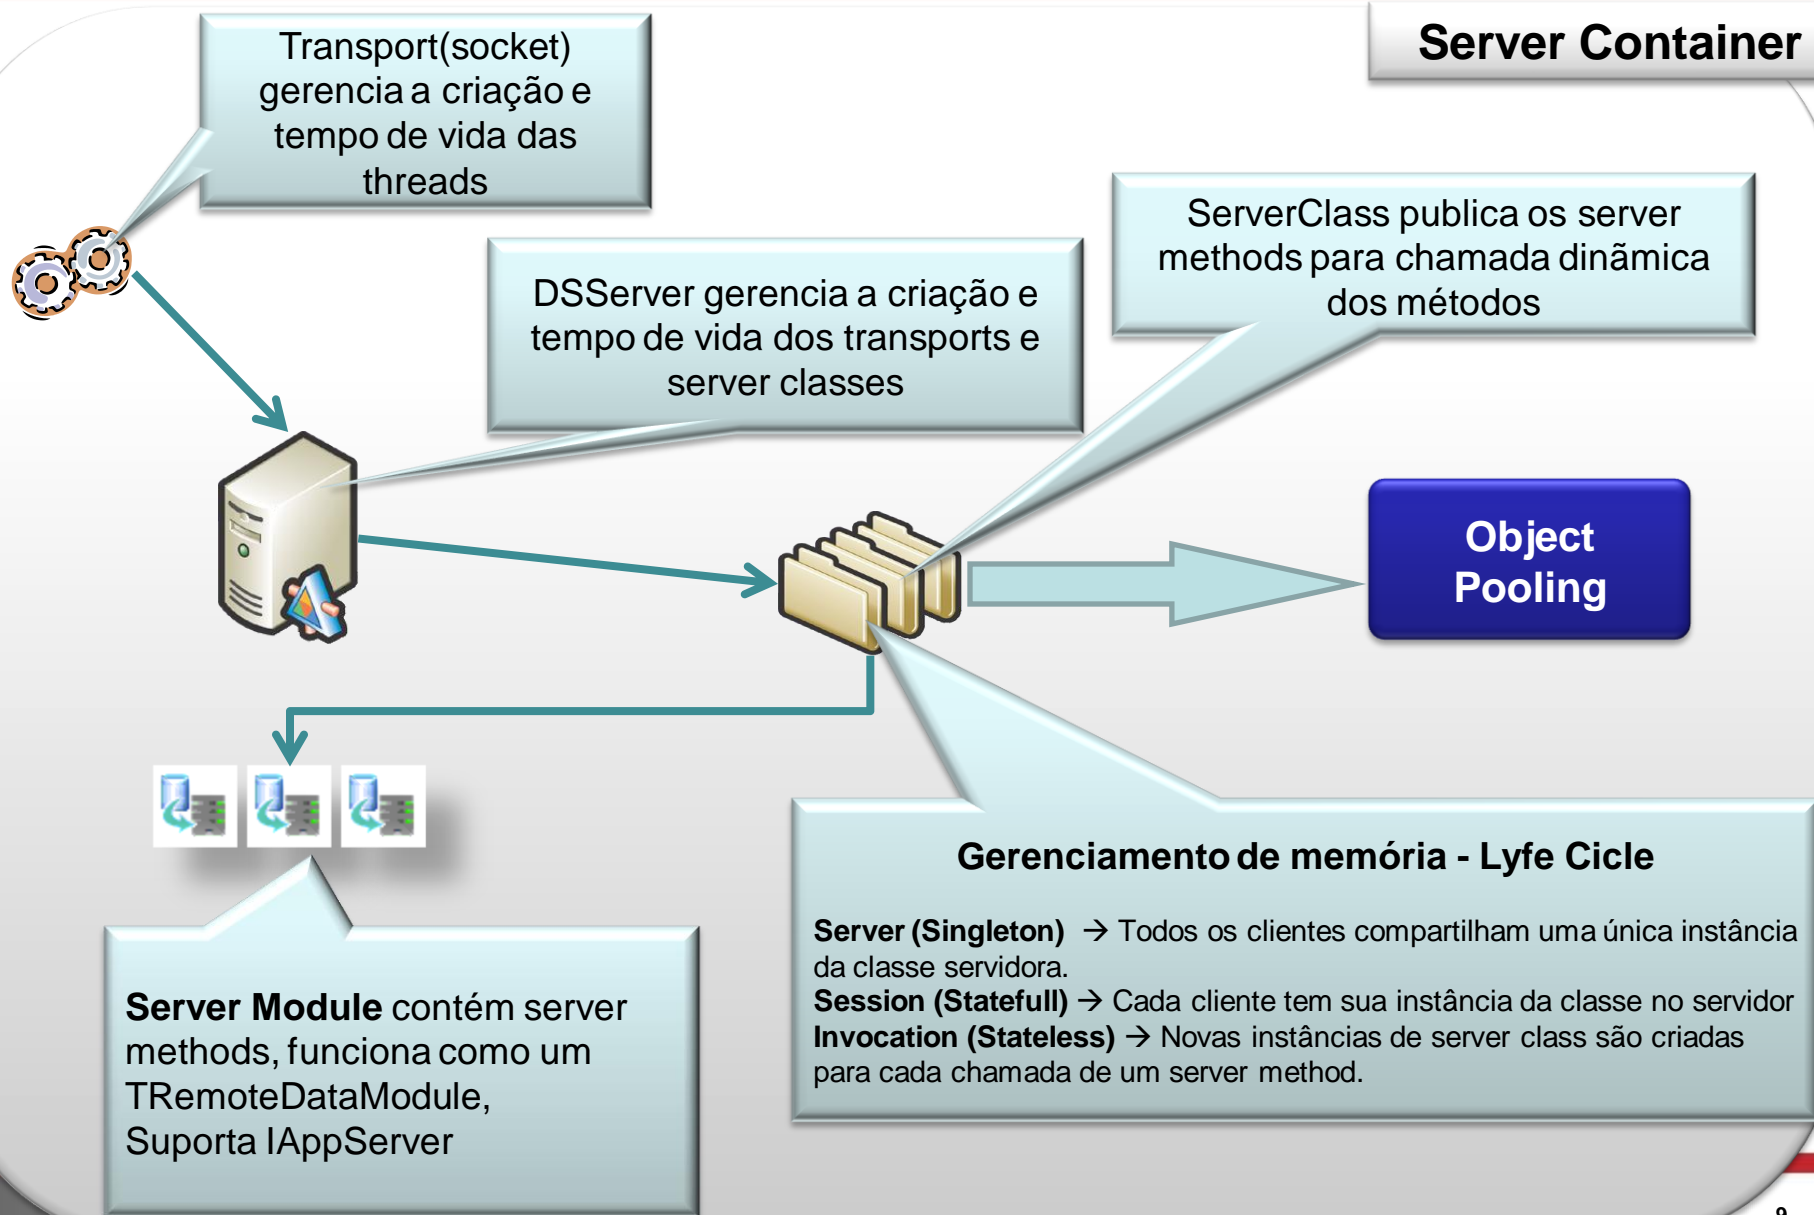 Server Container
Transport(socket)
gerencia a criação e
tempo de vida das
threads
ServerClass publica os server
methods para chamada dinãmica
dos métodos
DSServer gerencia a criação e
tempo de vida dos transports e
server classes
Object
Pooling
Gerenciamento de memória - Lyfe Cicle
Server (Singleton) → Todos os clientes compartilham uma única instância
da classe servidora.
Session (Statefull) → Cada cliente tem sua instância da classe no servidor
Invocation (Stateless) → Novas instâncias de server class são criadas
para cada chamada de um server method.
Server Module contém server
methods, funciona como um
TRemoteDataModule,
Suporta IAppServer
9